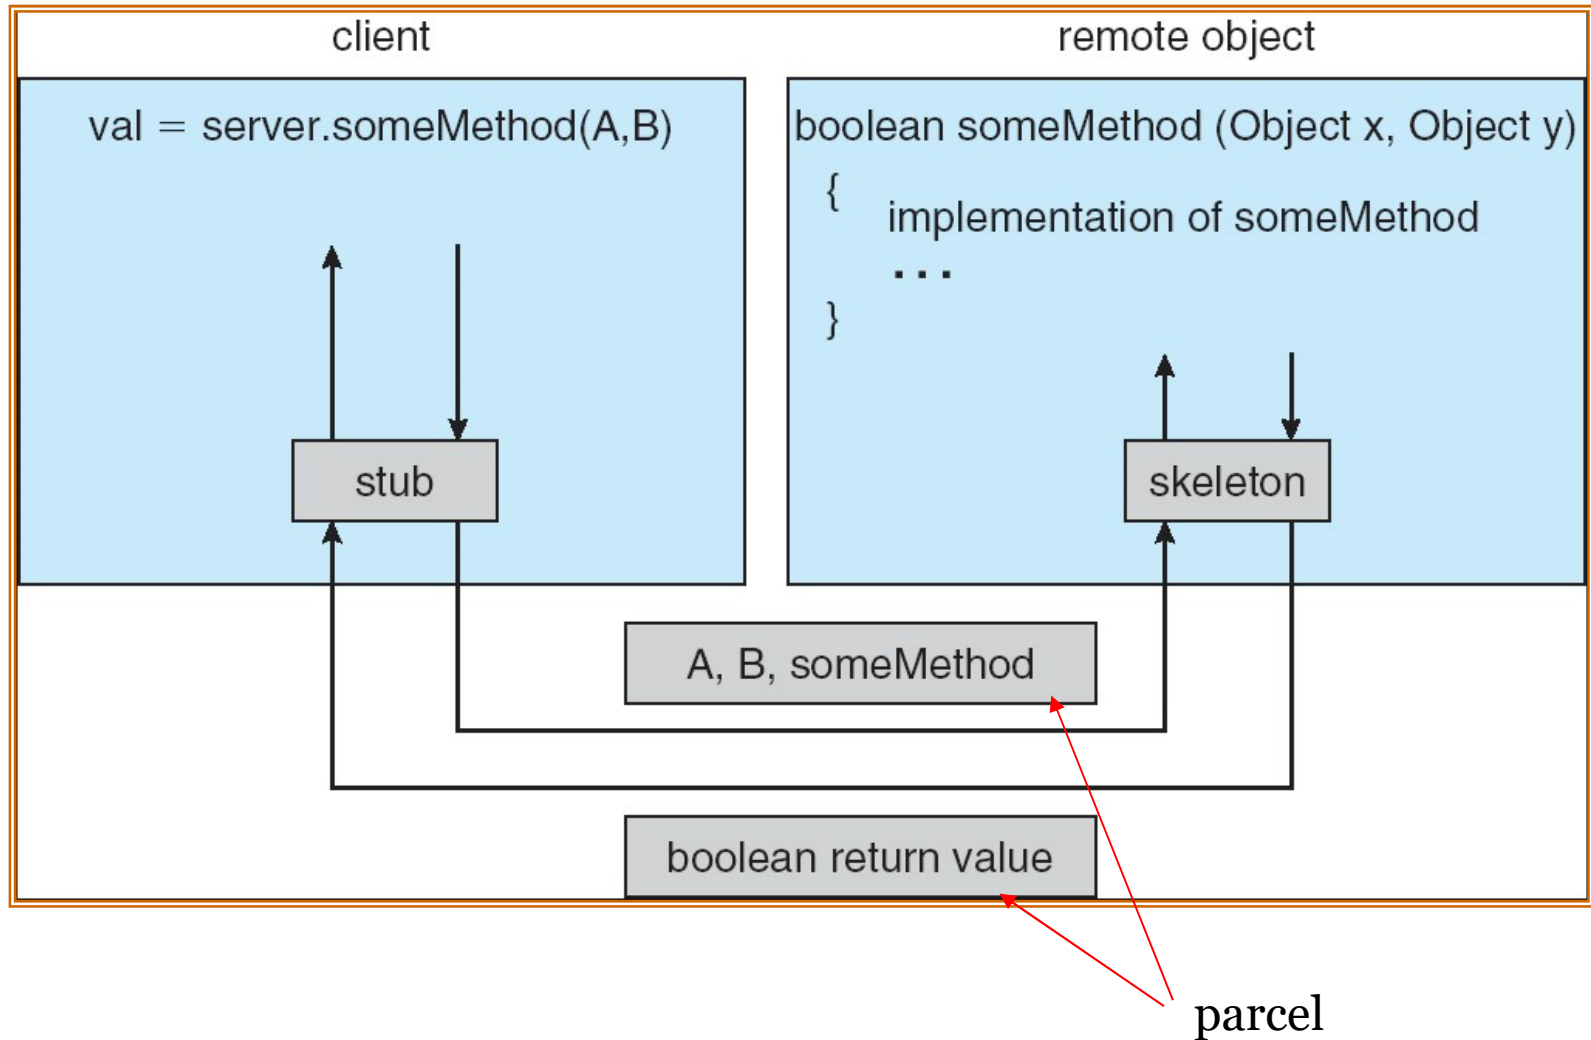 client
val = server.someMethod(A,B)
stub
remote object
boolean someMethod (Object x, Object y)
{
implementation of someMethod
...
}
skeleton
A, B, someMethod
boolean return value
parcel